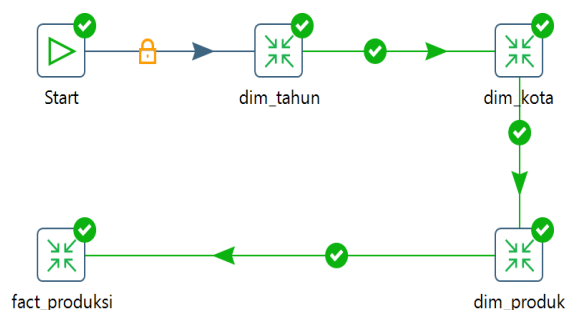 Start
dim_tahun
dim_kota
fact_produksi
dim_produk